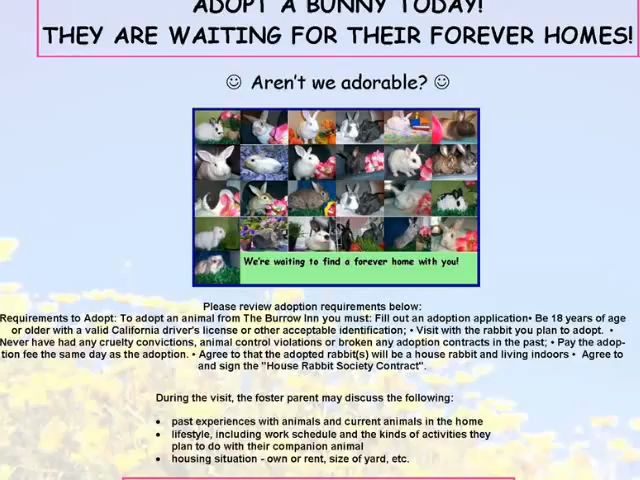 ADOPT A BUNNY TODAY!
THEY ARE WAITING FOR THEIR FOREVER HOMES!
☺ Aren't we adorable? ☺
We're waiting to find a forever home with you!
Please review adoption requirements below:
Requirements to Adopt: To adopt an animal from The Burrow Inn you must: Fill out an adoption application• Be 18 years of age
or older with a valid California driver's license or other acceptable identification; • Visit with the rabbit you plan to adopt. •
Never have had any cruelty convictions, animal control violations or broken any adoption contracts in the past; • Pay the adop-
tion fee the same day as the adoption. • Agree to that the adopted rabbit(s) will be a house rabbit and living indoors • Agree to
and sign the "House Rabbit Society Contract".
During the visit, the foster parent may discuss the following:
• past experiences with animals and current animals in the home
• lifestyle, including work schedule and the kinds of activities they
plan to do with their companion animal
• housing situation - own or rent, size of yard, etc.